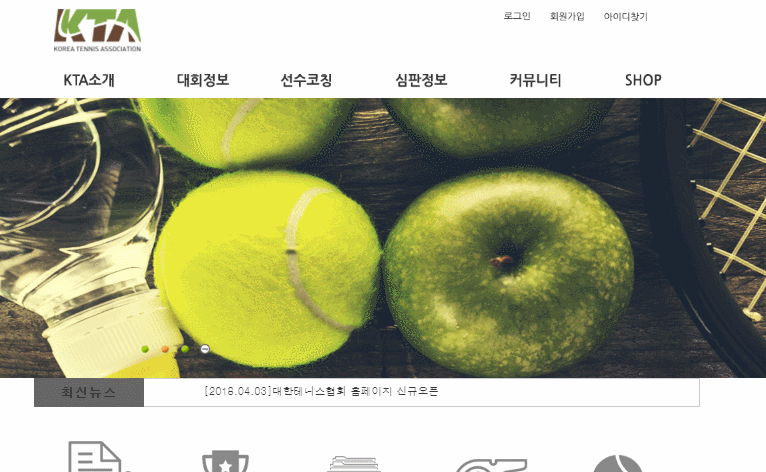 KTA
KOREA TENNIS ASSOCIATION
로그인 회원가입 아이디찾기
KTA소개 대회정보 선수코칭 심판정보 커뮤니티 SHOP
최신뉴스 [2018.04.03]대한테니스협회 홈페이지 신규오픈